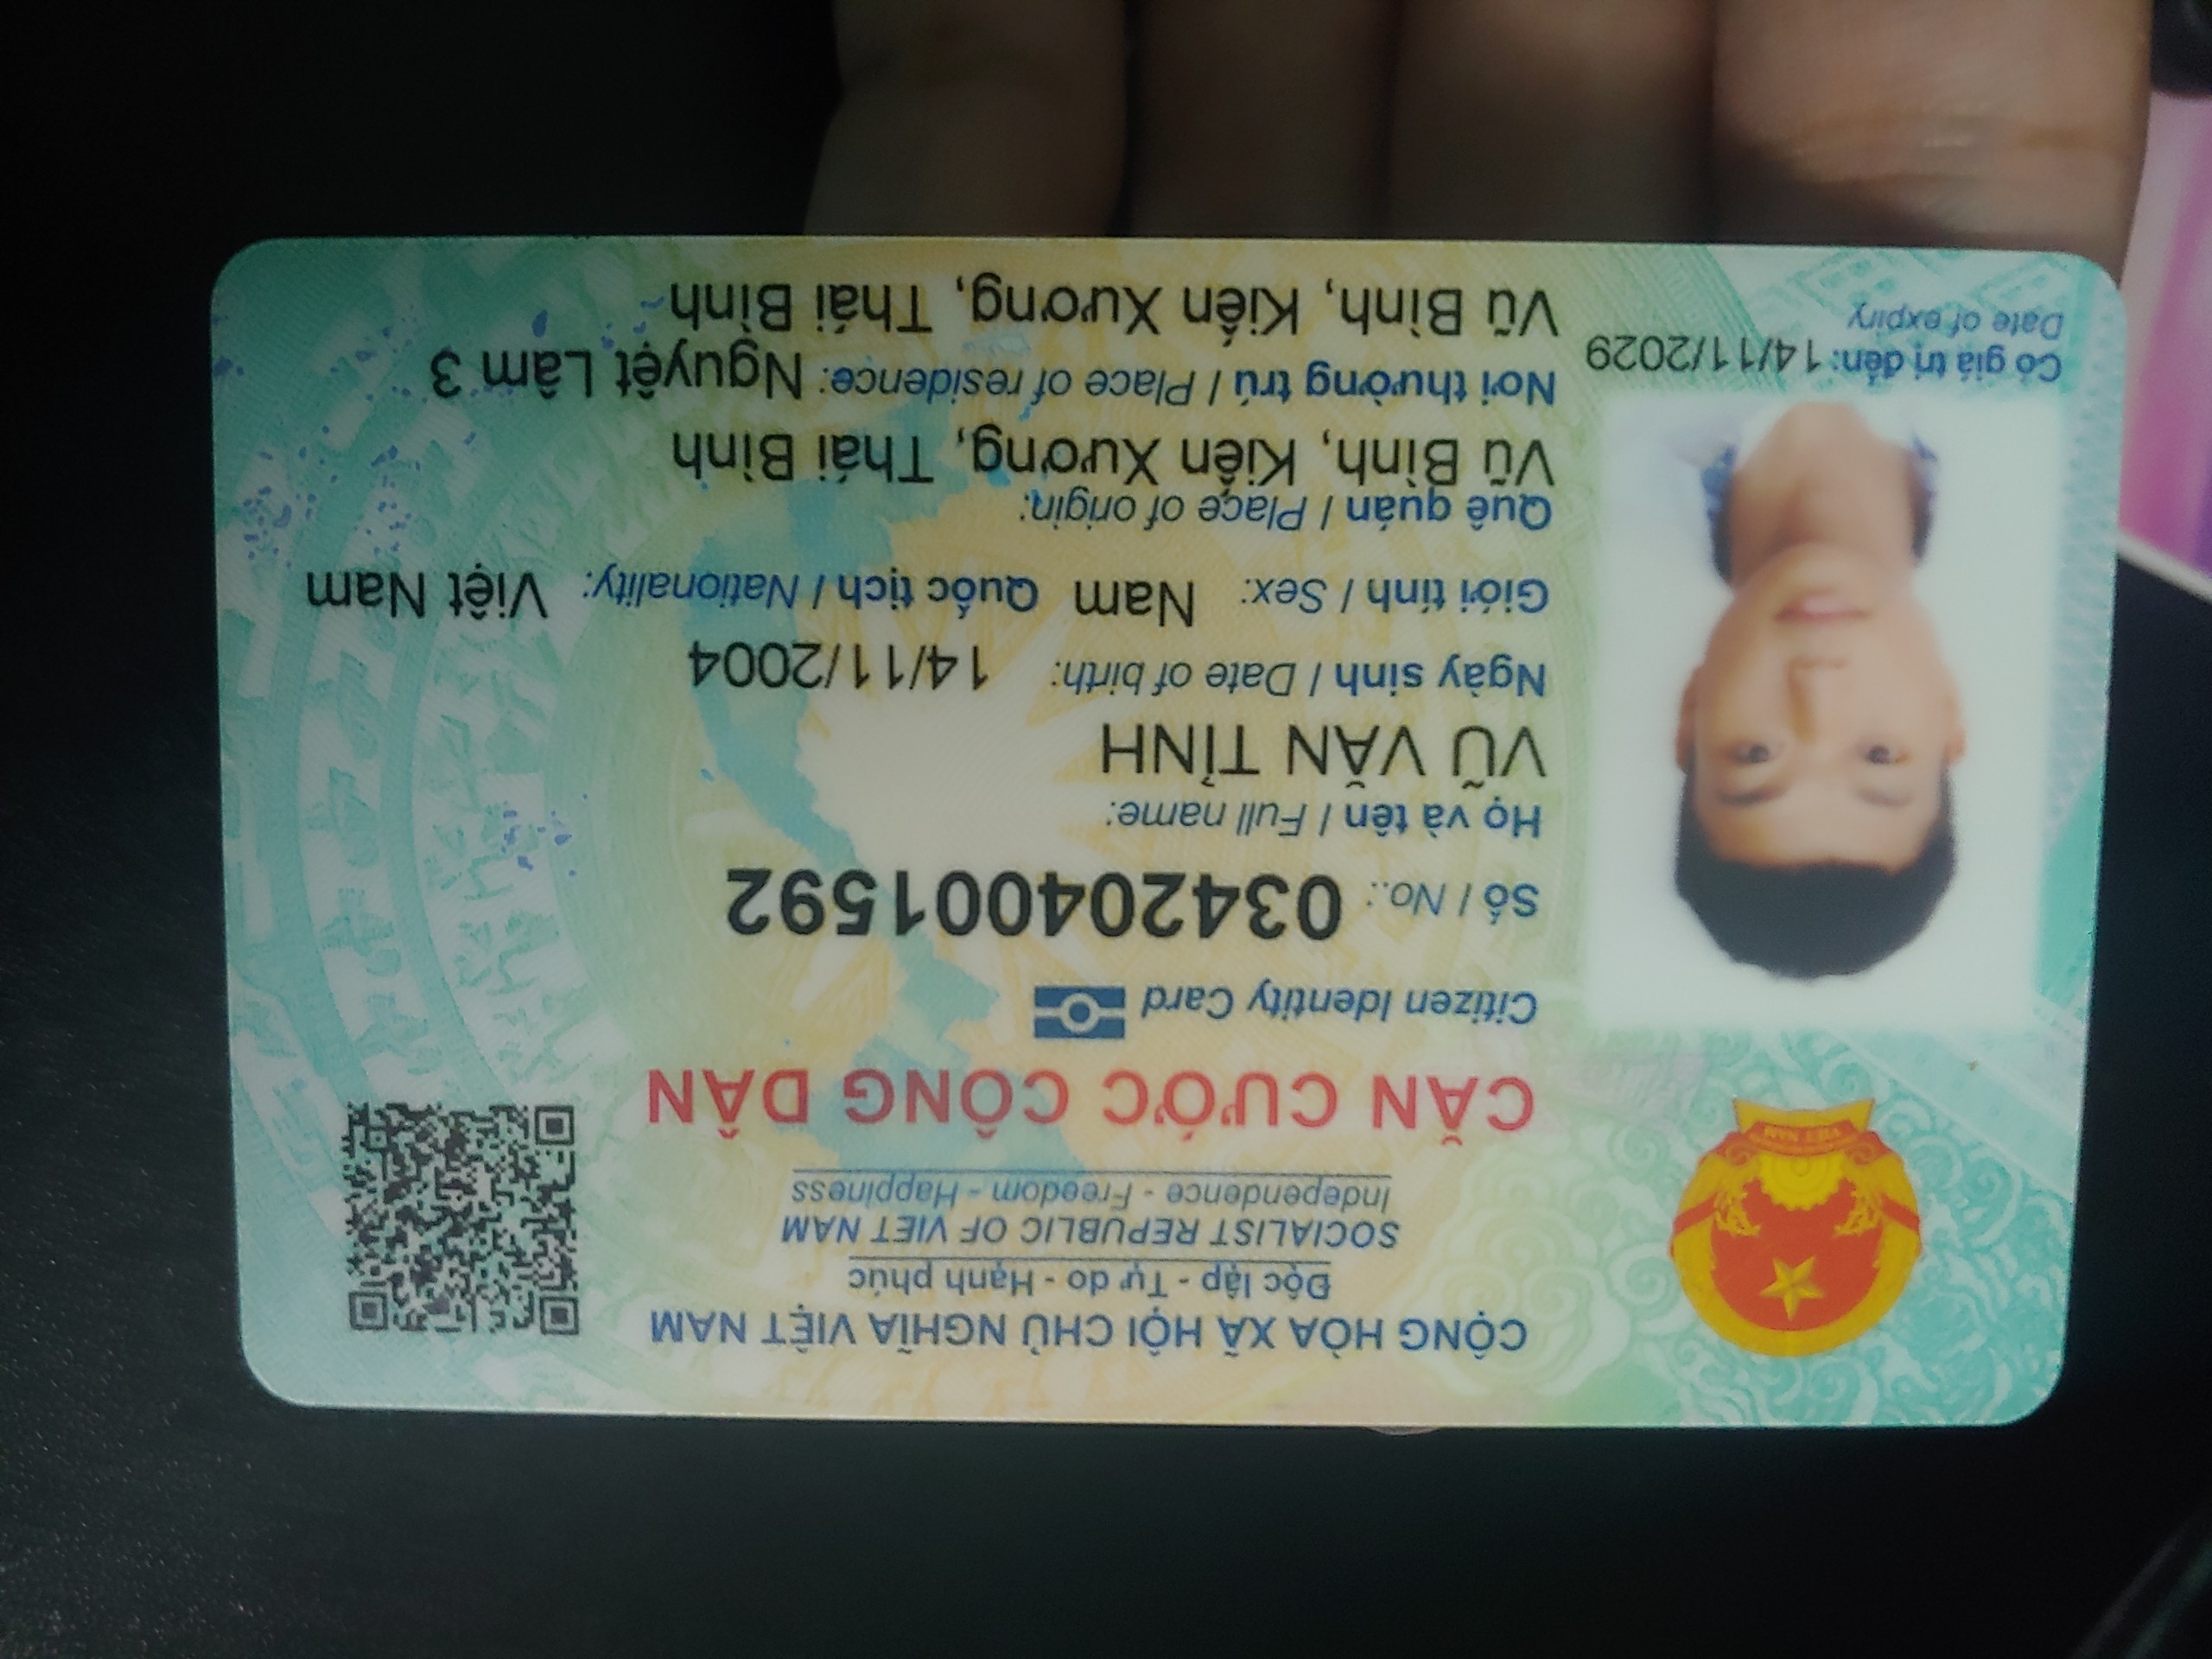 CỘNG HÒA XÃ HỘI CHỦ NGHĨA VIỆT NAM
Độc lập - Tự do - Hạnh phúc
SOCIALIST REPUBLIC OF VIET NAM
Independence - Freedom - Happiness
CĂN CƯỚC CÔNG DÂN
Citizen Identity Card
Số / No.: 034204001592
Họ và tên / Full name:
VŨ VĂN TỈNH
Ngày sinh / Date of birth: 14/11/2004
Giới tính / Sex: Nam Quốc tịch / Nationality: Việt Nam
Quê quán / Place of origin:
Vũ Bình, Kiến Xương, Thái Bình
Nơi thường trú / Place of residence: Nguyệt Lâm 3
Vũ Bình, Kiến Xương, Thái Bình
Có giá trị đến: 14/11/2029
Date of expiry
VIỆT NAM